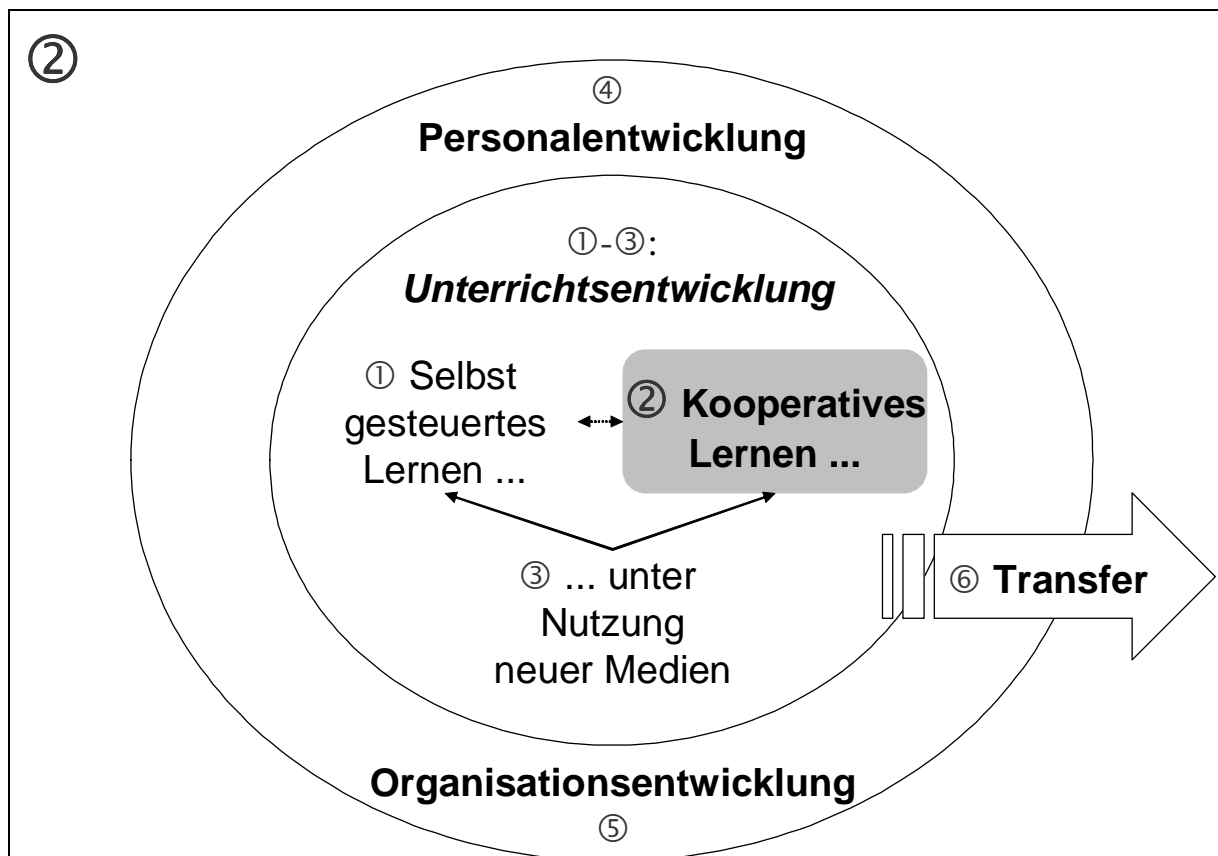 ②
④
Personalentwicklung
①-③:
Unterrichtsentwicklung
① Selbst
gesteuertes
Lernen ...
② Kooperatives
Lernen ...
③ ... unter
Nutzung
neuer Medien
⑥ Transfer
Organisationsentwicklung
⑤